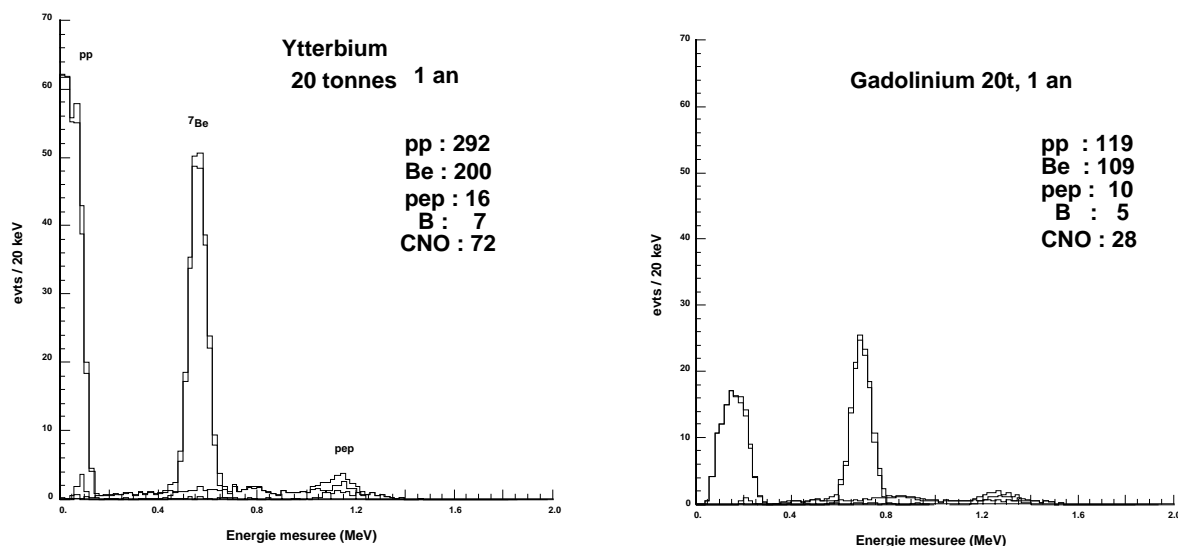 evts / 20 keV
70
60
50
40
30
20
10
0
pp
7Be
pep
Ytterbium
20 tonnes 1 an
pp : 292
Be : 200
pep : 16
B : 7
CNO : 72
0. 0.4 0.8 1.2 1.6 2.0
Energie mesuree (MeV)
evts / 20 keV
70
60
50
40
30
20
10
0
Gadolinium 20t, 1 an
pp : 119
Be : 109
pep : 10
B : 5
CNO : 28
0. 0.4 0.8 1.2 1.6 2.0
Energie mesuree (MeV)